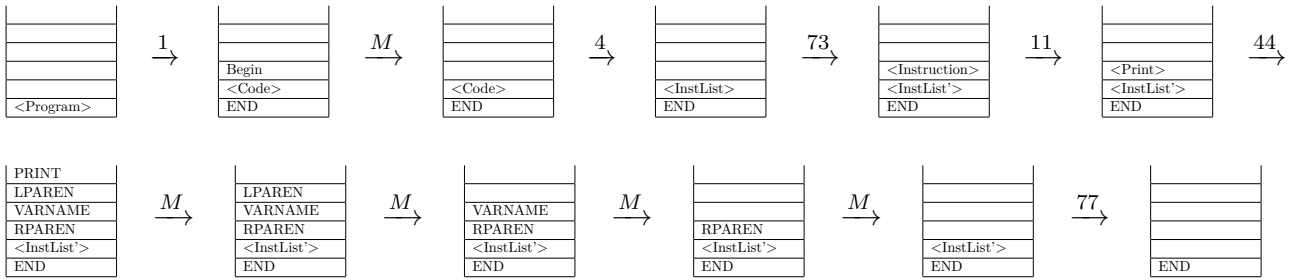 1 M 4 73 11 44
Begin <Instruction> <Print>
<Code> <Code> <InstList> <InstList'> <InstList'>
<Program> END END END END END
PRINT
LPAREN M LPAREN M M M 77
VARNAME VARNAME VARNAME
RPAREN RPAREN RPAREN RPAREN
<InstList'> <InstList'> <InstList'> <InstList'> <InstList'>
END END END END END END